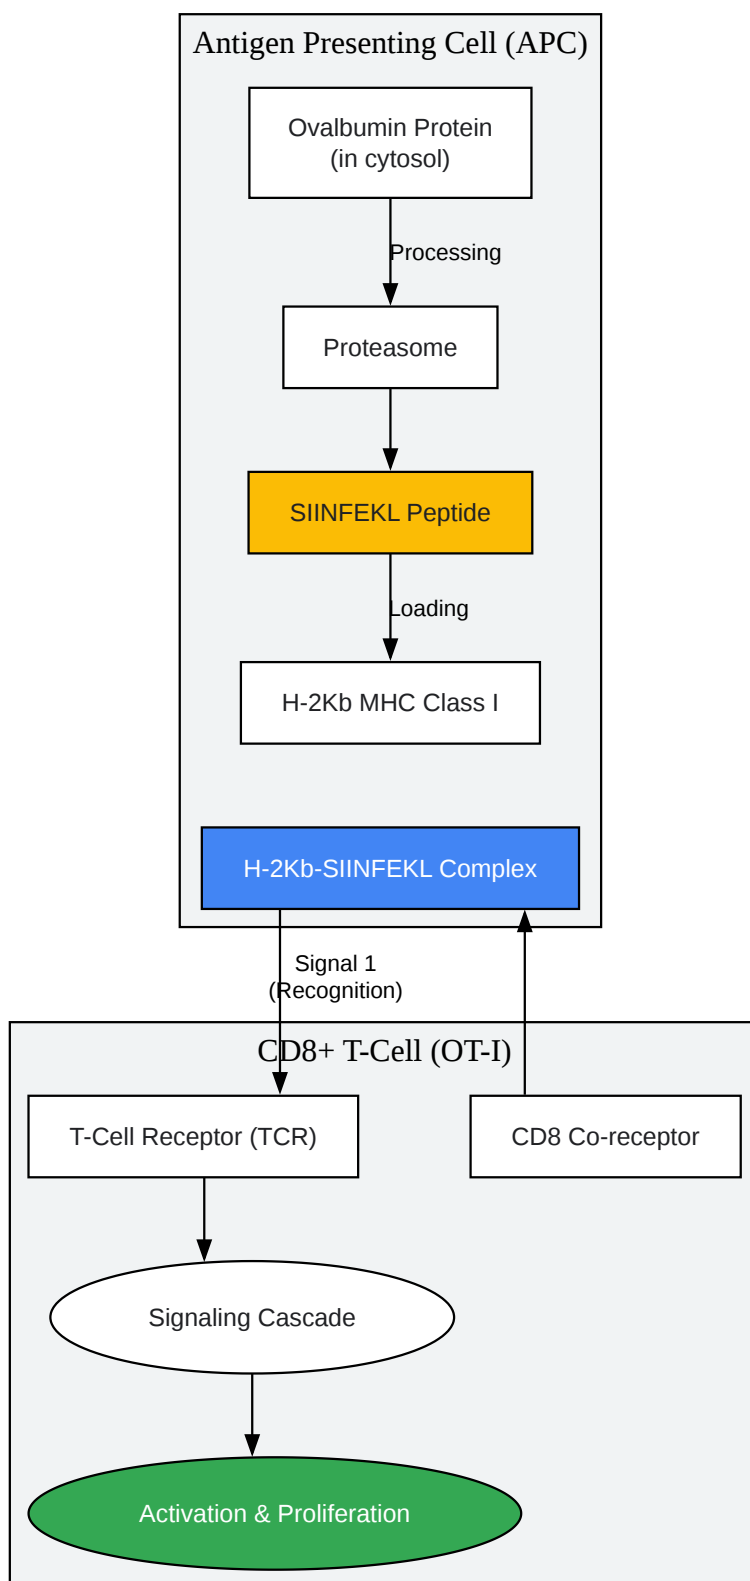 Antigen Presenting Cell (APC)
Ovalbumin Protein
(in cytosol)
Processing
Proteasome
SIINFEKL Peptide
Loading
H-2Kb MHC Class I
H-2Kb-SIINFEKL Complex
Signal 1
(Recognition)
CD8+ T-Cell (OT-I)
T-Cell Receptor (TCR)
CD8 Co-receptor
Signaling Cascade
Activation & Proliferation